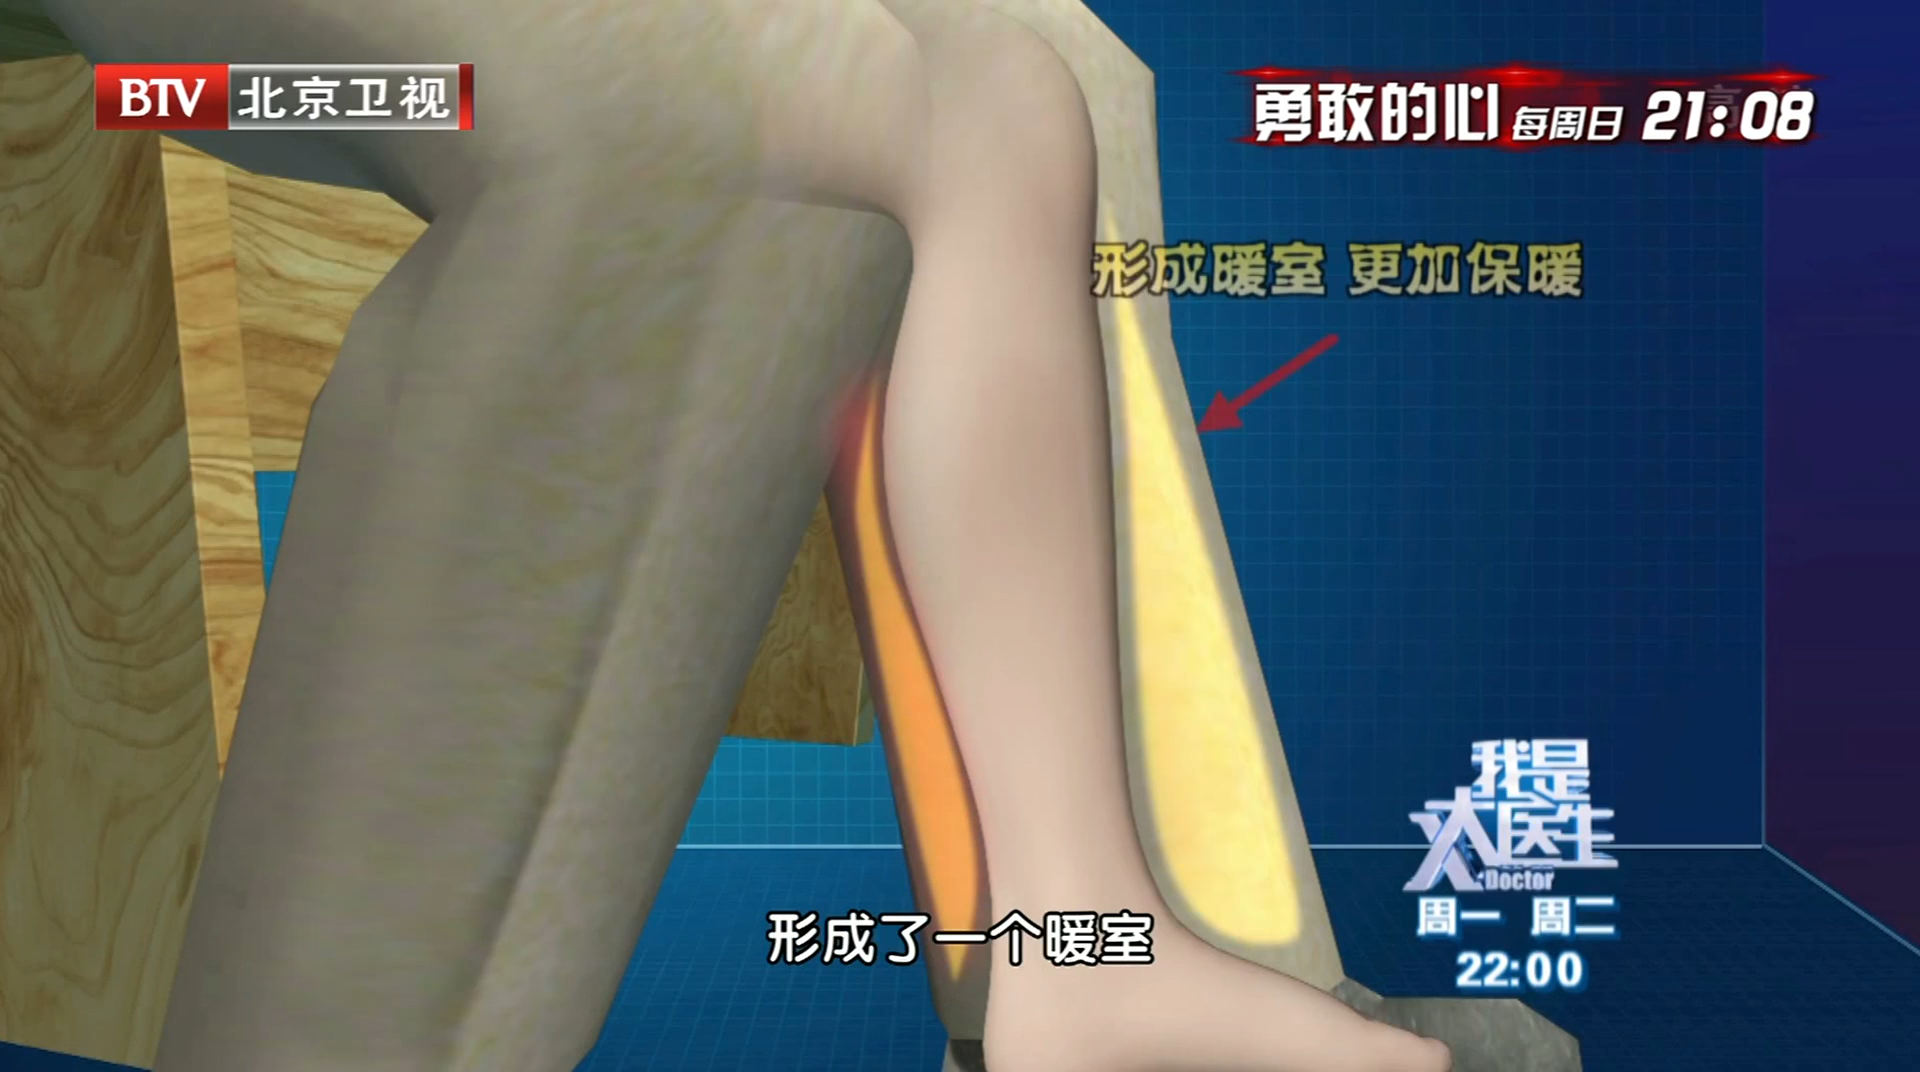 BTV 北京卫视
勇敢的心 每周日 21:08
形成暖室 更加保暖
我是
大医生
Doctor
周一 周二
22:00
形成了一个暖室